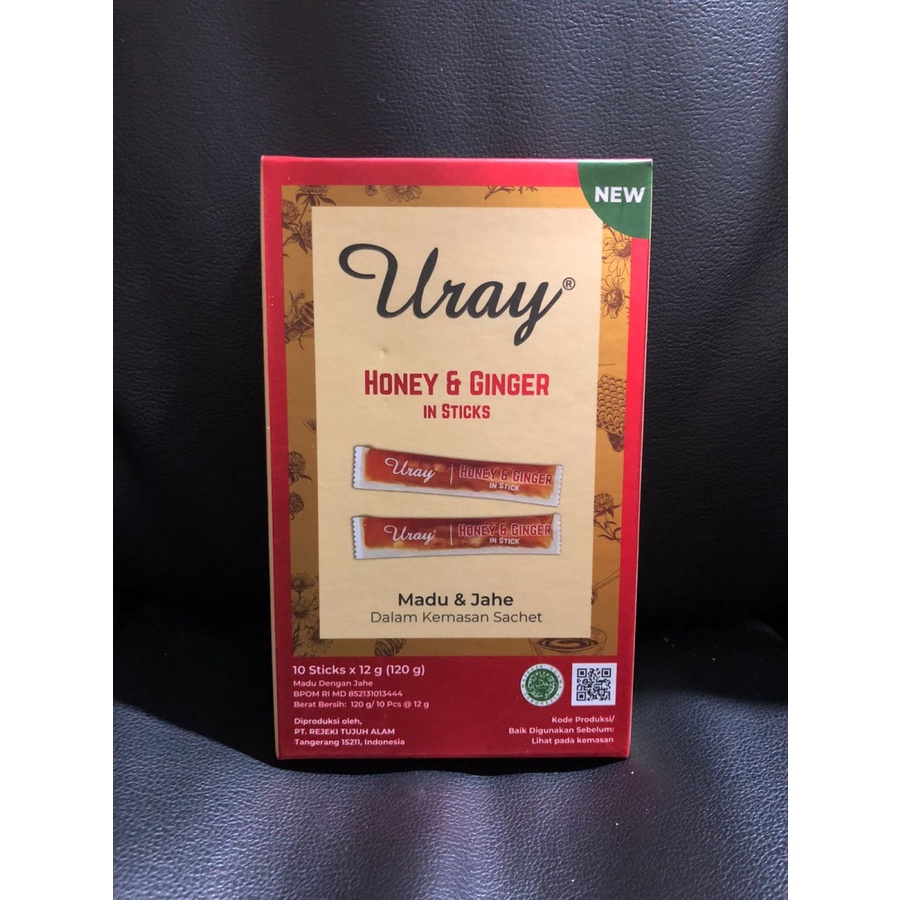 NEW
Uray®
HONEY & GINGER
IN STICKS
Uray | HONEY & GINGER
IN STICK
Uray | HONEY & GINGER
IN STICK
Madu & Jahe
Dalam Kemasan Sachet
10 Sticks x 12 g (120 g)
Madu Dengan Jahe
BPOM RI MD 852131013444
Berat Bersih: 120 g/ 10 Pcs @ 12 g
Diproduksi oleh,
PT. REJEKI TUJUH ALAM
Tangerang 15211, Indonesia
Kode Produksi/
Baik Digunakan Sebelum:
Lihat pada kemasan